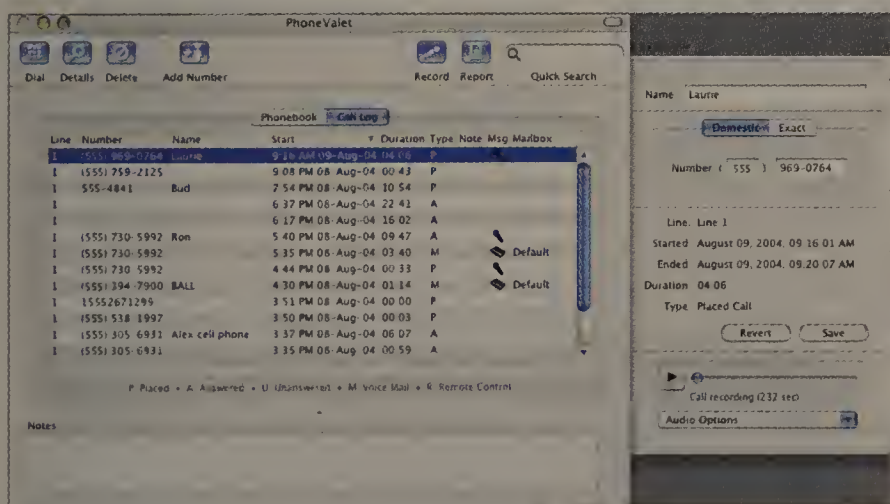 PhoneValet
Dial Details Delete Add Number Record Report Quick Search
Phonebook Call Log
Line Number Name Start Duration Type Note Msg Mailbox
1 (555) 969-0764 Laurie 9 16 AM 09-Aug-04 04 06 P
1 (555) 759-2125 9 08 PM 08-Aug-04 00 43 P
1 555-4841 Bud 7 54 PM 08-Aug-04 10 54 P
1 6 37 PM 08-Aug-04 22 41 A
1 6 17 PM 08-Aug-04 16 02 A
1 (555) 730-5992 Ron 5 40 PM 08-Aug-04 09 47 A
1 (555) 730-5992 5 35 PM 08-Aug-04 03 40 M Default
1 (555) 730-5992 4 44 PM 08-Aug-04 00 33 P
1 (555) 394-7900 BALL 4 30 PM 08-Aug-04 01 14 M Default
1 15552671299 3 51 PM 08-Aug-04 00 00 P
1 (555) 538-1997 3 50 PM 08-Aug-04 00 03 P
1 (555) 305-6931 Alex cell phone 3 37 PM 08-Aug-04 06 07 A
1 (555) 305-6931 3 35 PM 08-Aug-04 00 59 A
P Placed • A Answered • U Unanswered • M Voice Mail • R Remote Control
Notes
Name Laurie
Domestic Exact
Number ( 555 ) 969-0764
Line. Line 1
Started August 09, 2004, 09 16 01 AM
Ended August 09, 2004, 09.20 07 AM
Duration 04 06
Type Placed Call
Revert Save
Call recording (232 sec)
Audio Options